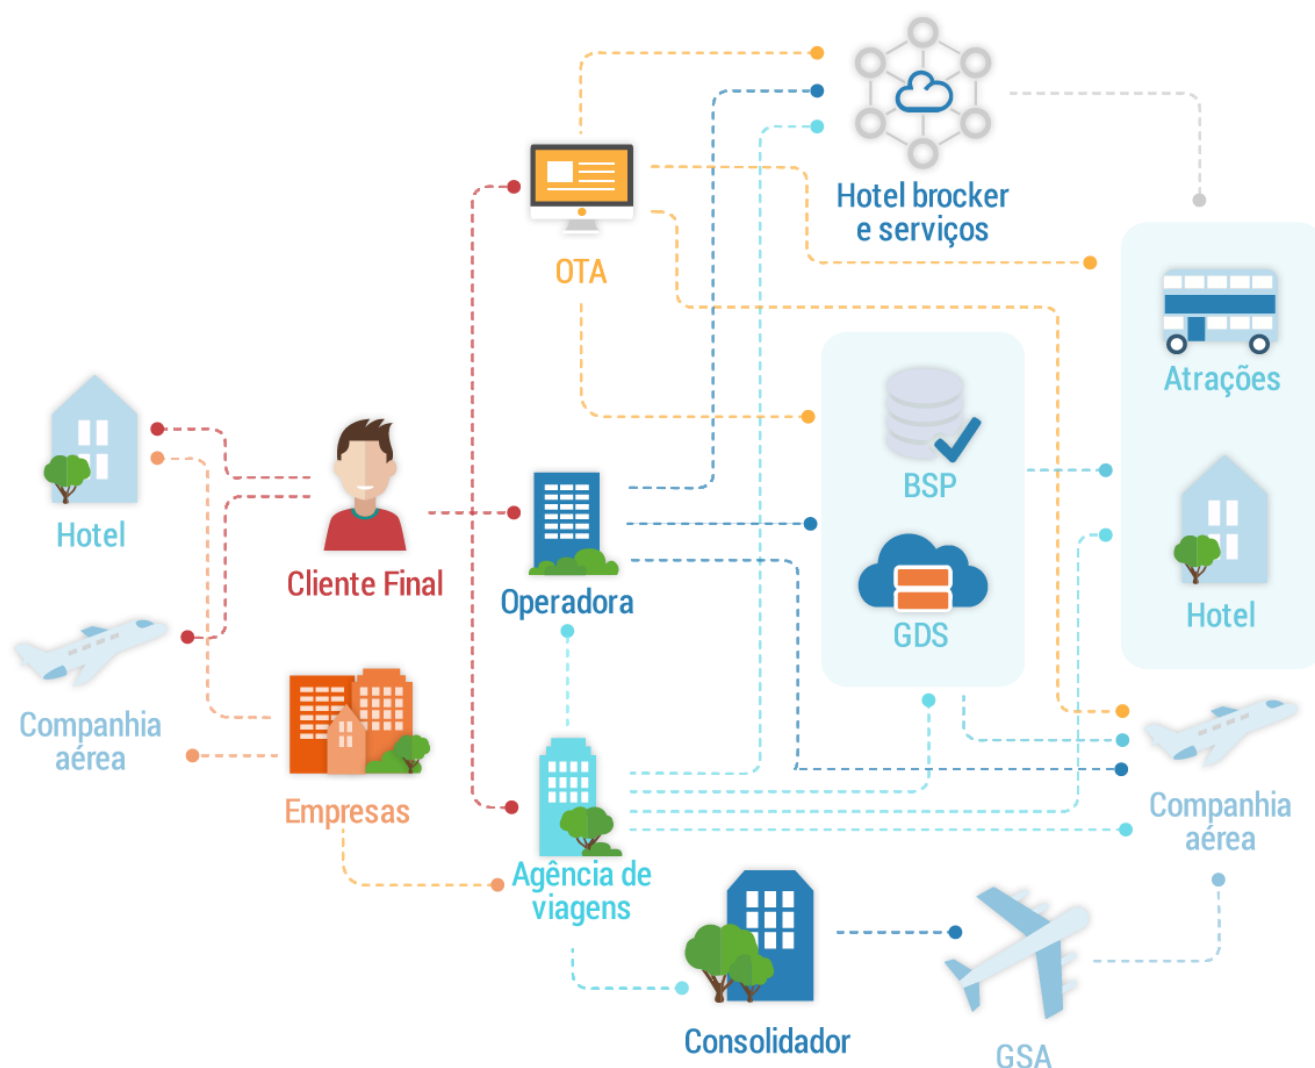 Hotel brocker
e serviços
OTA
Atrações
BSP
Hotel
Cliente Final
Operadora
GDS
Hotel
Companhia
aérea
Empresas
Companhia
aérea
Agência de
viagens
Consolidador
GSA